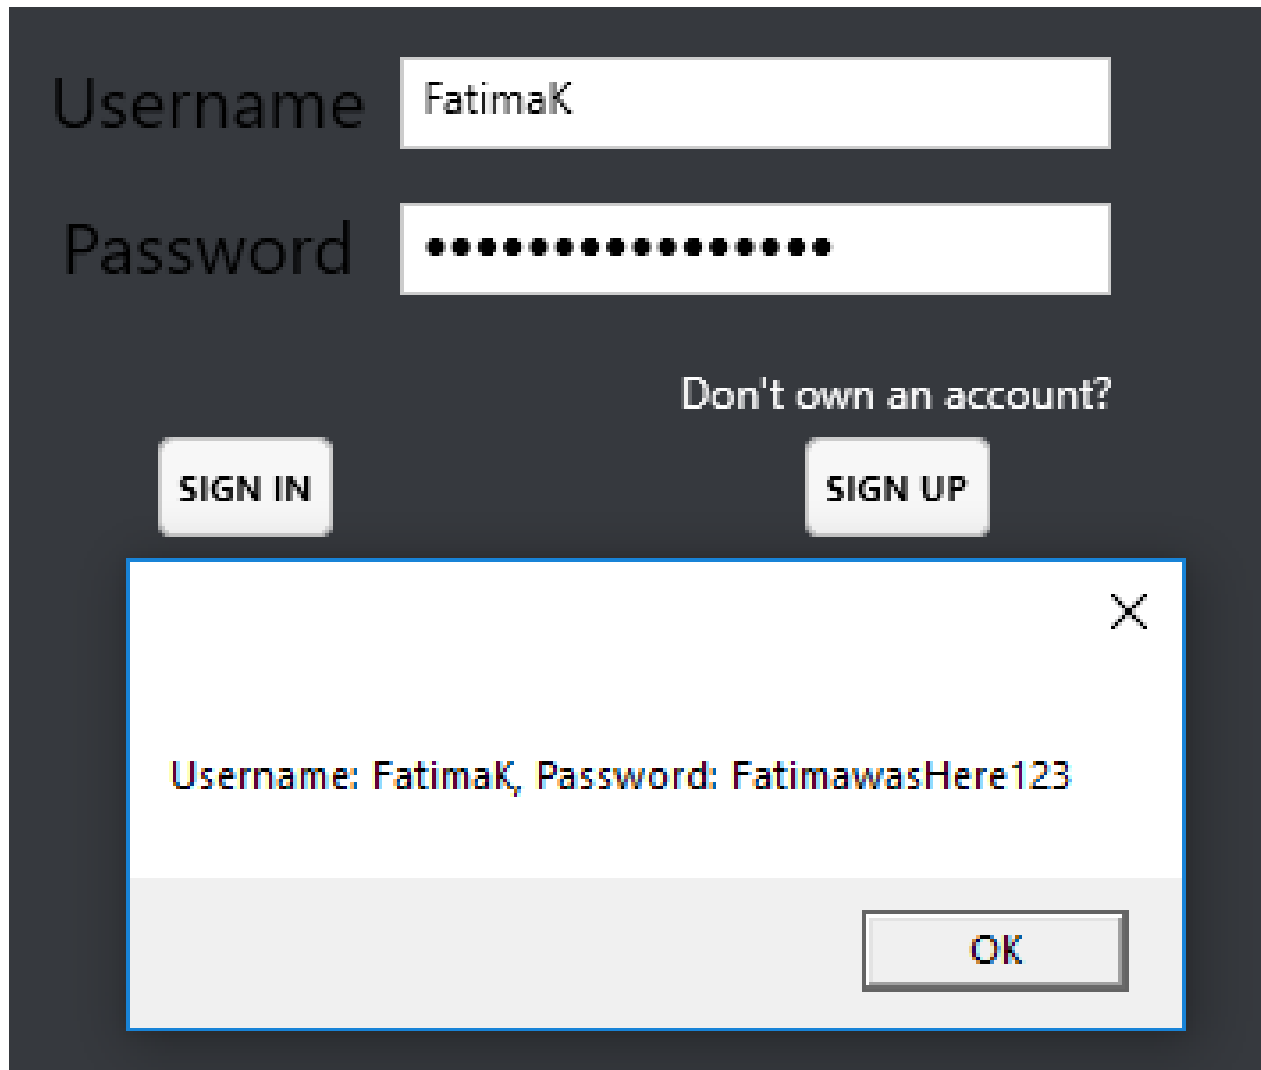 Username FatimaK
Password ••••••••••••••••
Don't own an account?
SIGN IN SIGN UP
Username: FatimaK, Password: FatimawasHere123
OK